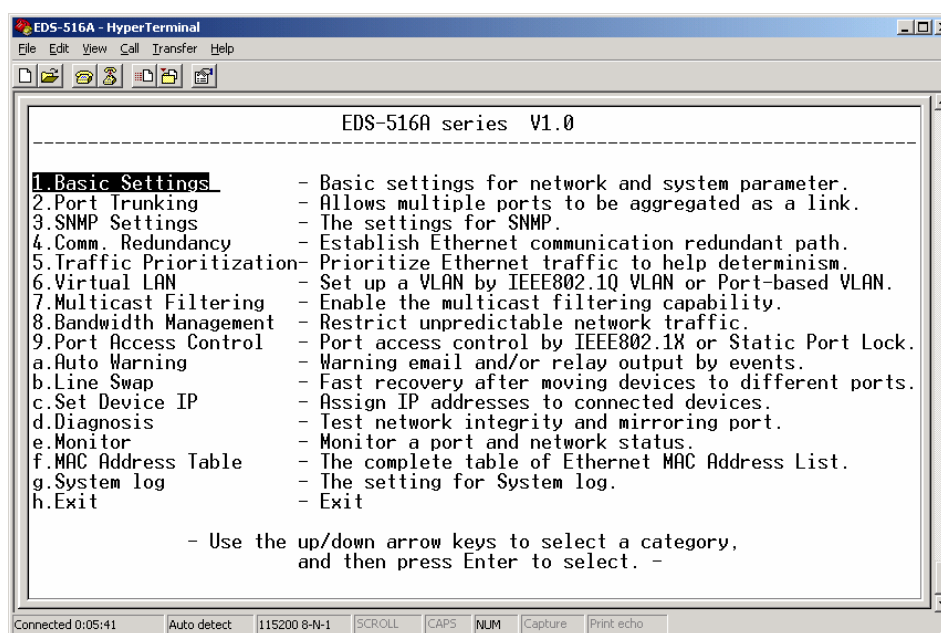 EDS-516A - HyperTerminal
File Edit View Call Transfer Help
EDS-516A series V1.0
1.Basic Settings - Basic settings for network and system parameter.
2.Port Trunking - Allows multiple ports to be aggregated as a link.
3.SNMP Settings - The settings for SNMP.
4.Comm. Redundancy - Establish Ethernet communication redundant path.
5.Traffic Prioritization- Prioritize Ethernet traffic to help determinism.
6.Virtual LAN - Set up a VLAN by IEEE802.1Q VLAN or Port-based VLAN.
7.Multicast Filtering - Enable the multicast filtering capability.
8.Bandwidth Management - Restrict unpredictable network traffic.
9.Port Access Control - Port access control by IEEE802.1X or Static Port Lock.
a.Auto Warning - Warning email and/or relay output by events.
b.Line Swap - Fast recovery after moving devices to different ports.
c.Set Device IP - Assign IP addresses to connected devices.
d.Diagnosis - Test network integrity and mirroring port.
e.Monitor - Monitor a port and network status.
f.MAC Address Table - The complete table of Ethernet MAC Address List.
g.System log - The setting for System log.
h.Exit - Exit
- Use the up/down arrow keys to select a category,
and then press Enter to select. -
Connected 0:05:41 Auto detect 115200 8-N-1 SCROLL CAPS NUM Capture Print echo